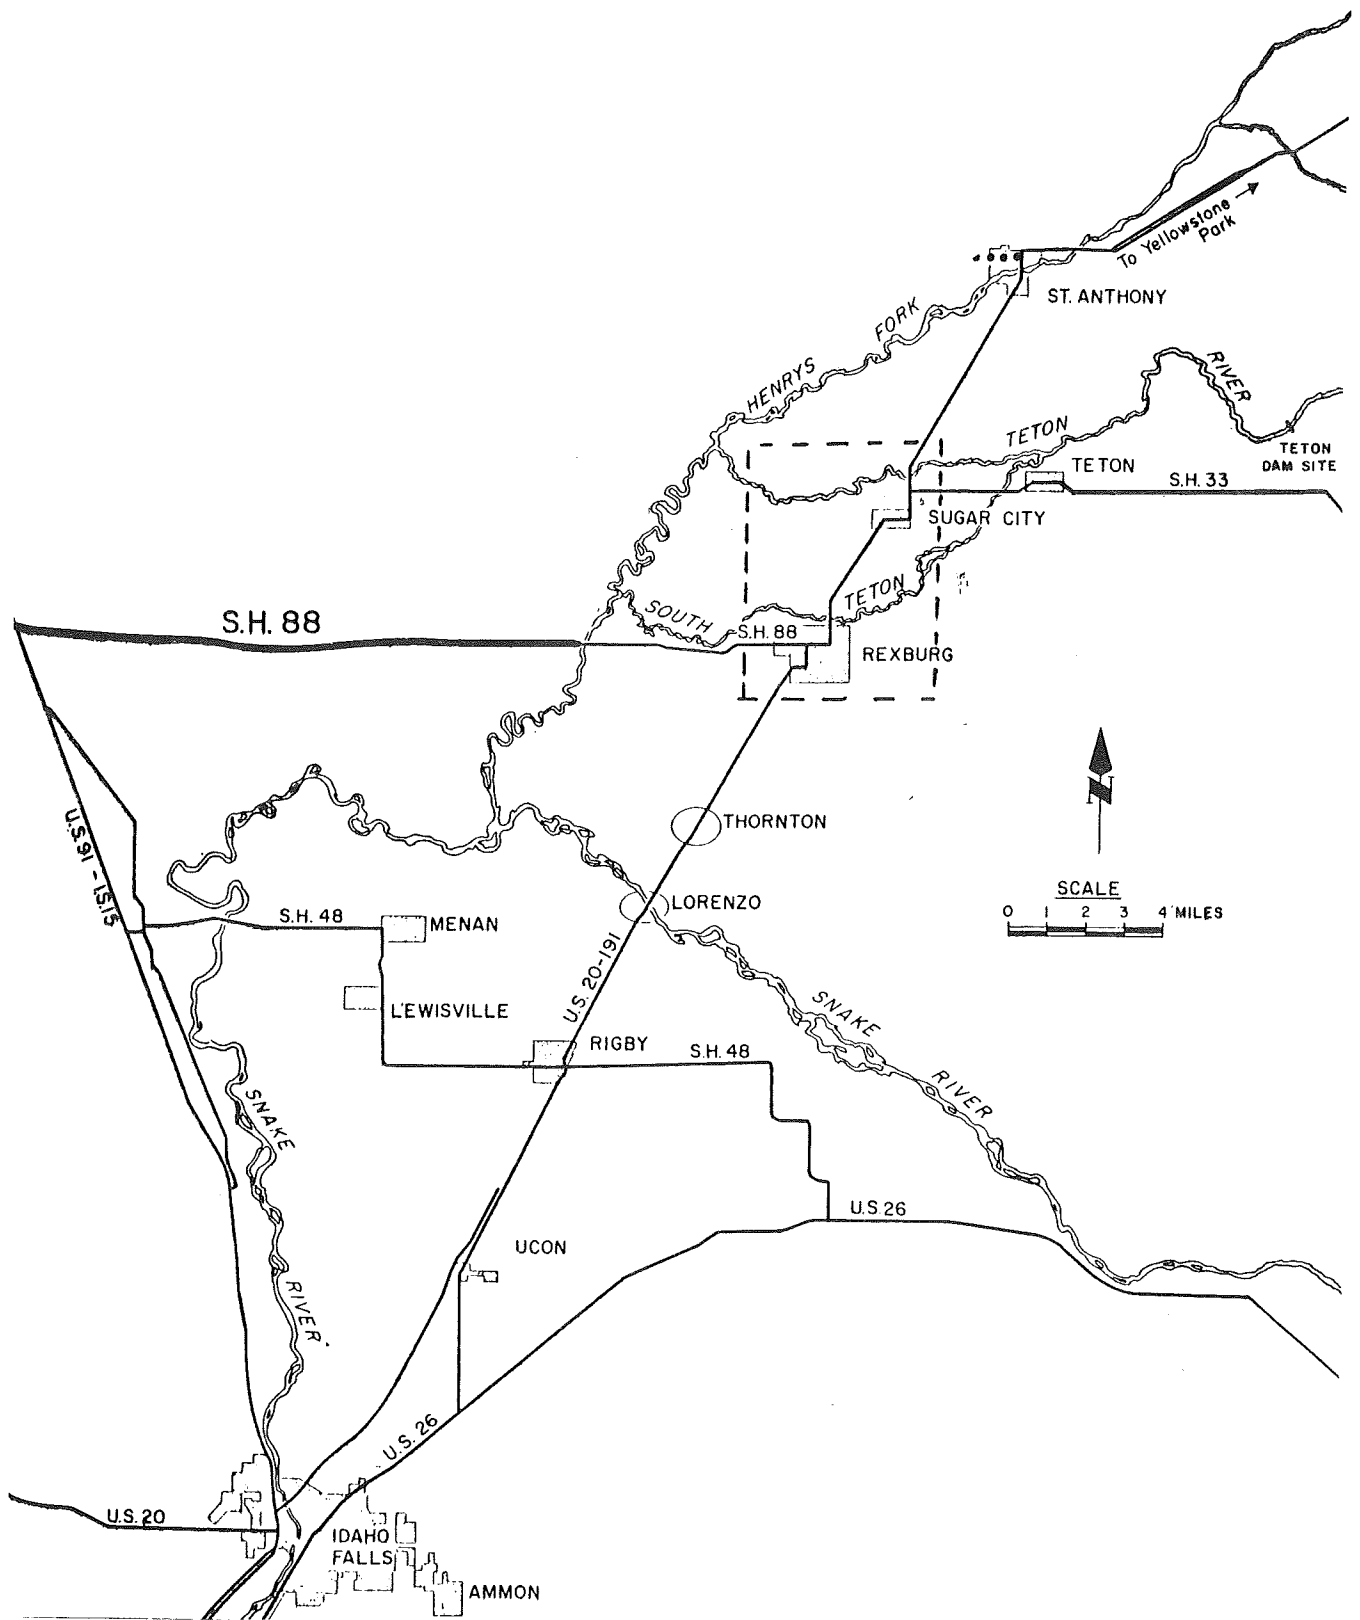 To Yellowstone
Park
ST. ANTHONY
HENRYS FORK
TETON RIVER
TETON
DAM SITE
TETON
S.H. 33
SUGAR CITY
SOUTH TETON
S.H. 88
S.H. 88
REXBURG
N
THORNTON
U.S. 91 - I.S.15
LORENZO
SCALE
0 1 2 3 4 MILES
S.H. 48
MENAN
U.S. 20-191
L'EWISVILLE
SNAKE RIVER
RIGBY
S.H. 48
SNAKE RIVER
U.S. 26
UCON
U.S. 26
U.S. 20
IDAHO
FALLS
AMMON